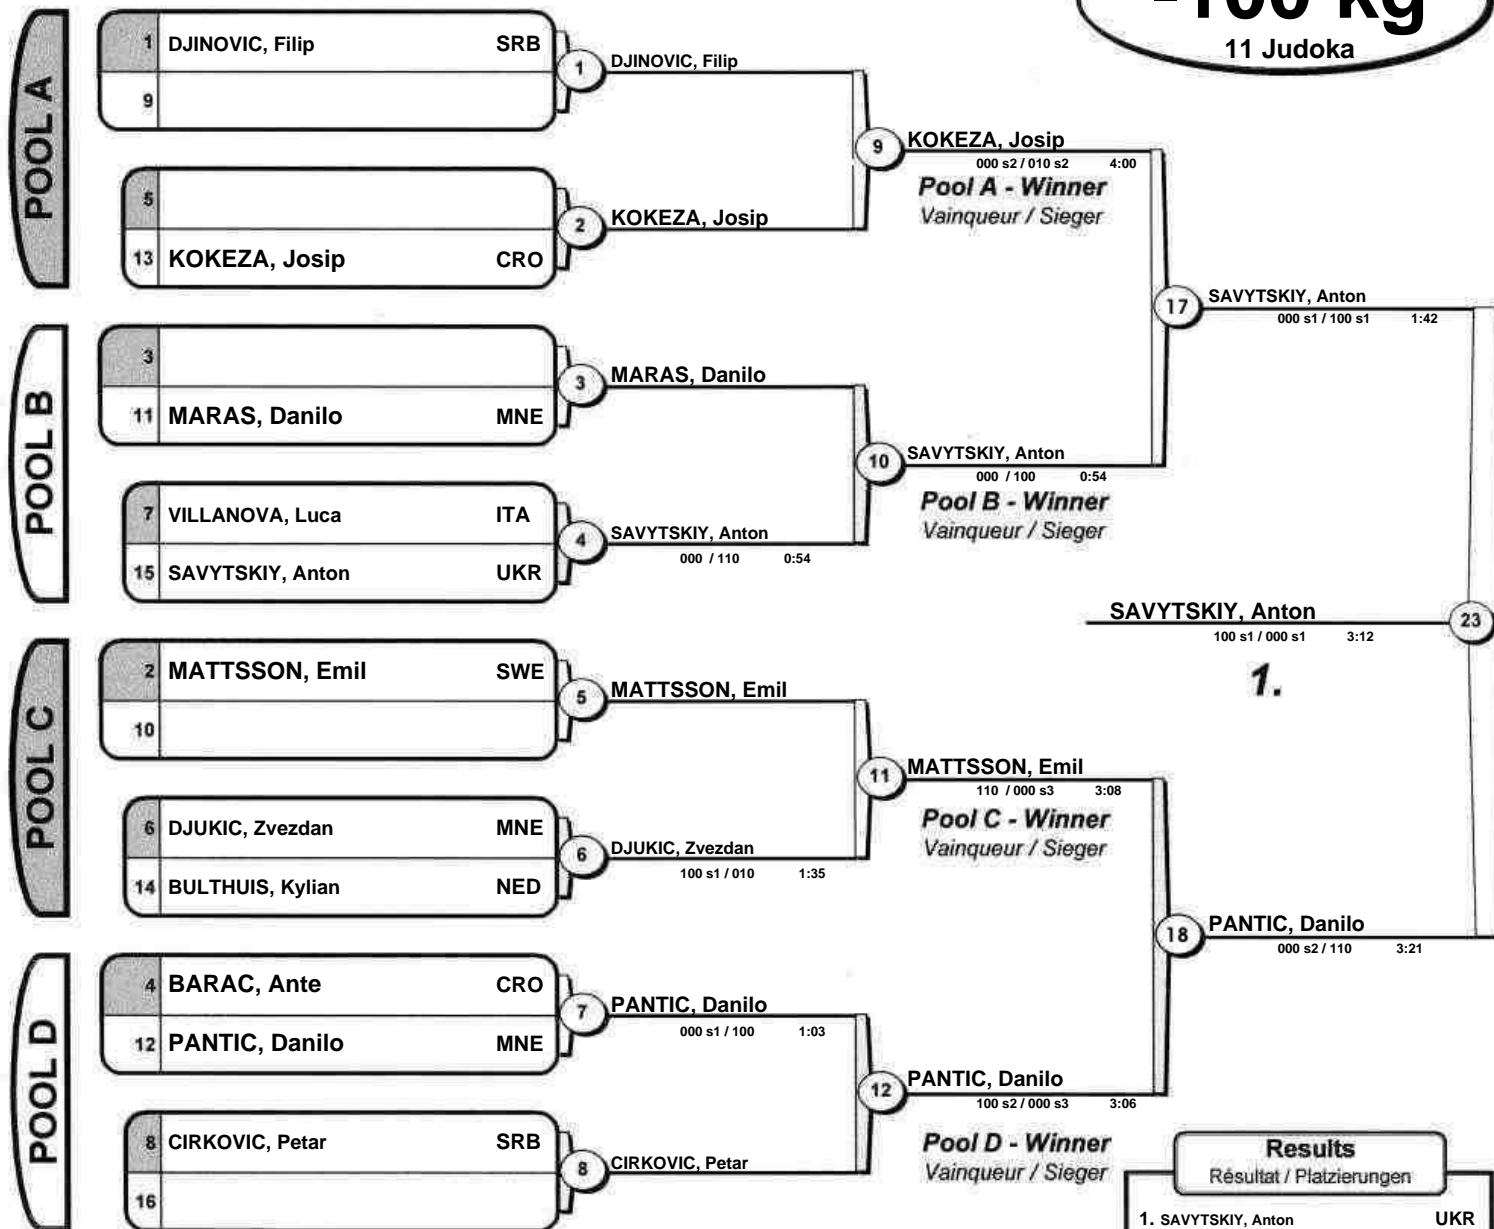 -100 kg
11 Judoka
POOL A
1 DJINOVIC, Filip SRB
9
1 DJINOVIC, Filip
5
13 KOKEZA, Josip CRO
2 KOKEZA, Josip
9 KOKEZA, Josip
000 s2 / 010 s2 4:00
Pool A - Winner
Vainqueur / Sieger
POOL B
3
11 MARAS, Danilo MNE
3 MARAS, Danilo
7 VILLANOVA, Luca ITA
15 SAVYTSKIY, Anton UKR
4 SAVYTSKIY, Anton
000 / 110 0:54
10 SAVYTSKIY, Anton
000 / 100 0:54
Pool B - Winner
Vainqueur / Sieger
17 SAVYTSKIY, Anton
000 s1 / 100 s1 1:42
SAVYTSKIY, Anton 23
100 s1 / 000 s1 3:12
1.
POOL C
2 MATTSSON, Emil SWE
10
5 MATTSSON, Emil
6 DJUKIC, Zvezdan MNE
14 BULTHUIS, Kylian NED
6 DJUKIC, Zvezdan
100 s1 / 010 1:35
11 MATTSSON, Emil
110 / 000 s3 3:08
Pool C - Winner
Vainqueur / Sieger
POOL D
4 BARAC, Ante CRO
12 PANTIC, Danilo MNE
7 PANTIC, Danilo
000 s1 / 100 1:03
8 CIRKOVIC, Petar SRB
16
8 CIRKOVIC, Petar
12 PANTIC, Danilo
100 s2 / 000 s3 3:06
Pool D - Winner
Vainqueur / Sieger
18 PANTIC, Danilo
000 s2 / 110 3:21
Results
Résultat / Platzierungen
1. SAVYTSKIY, Anton UKR